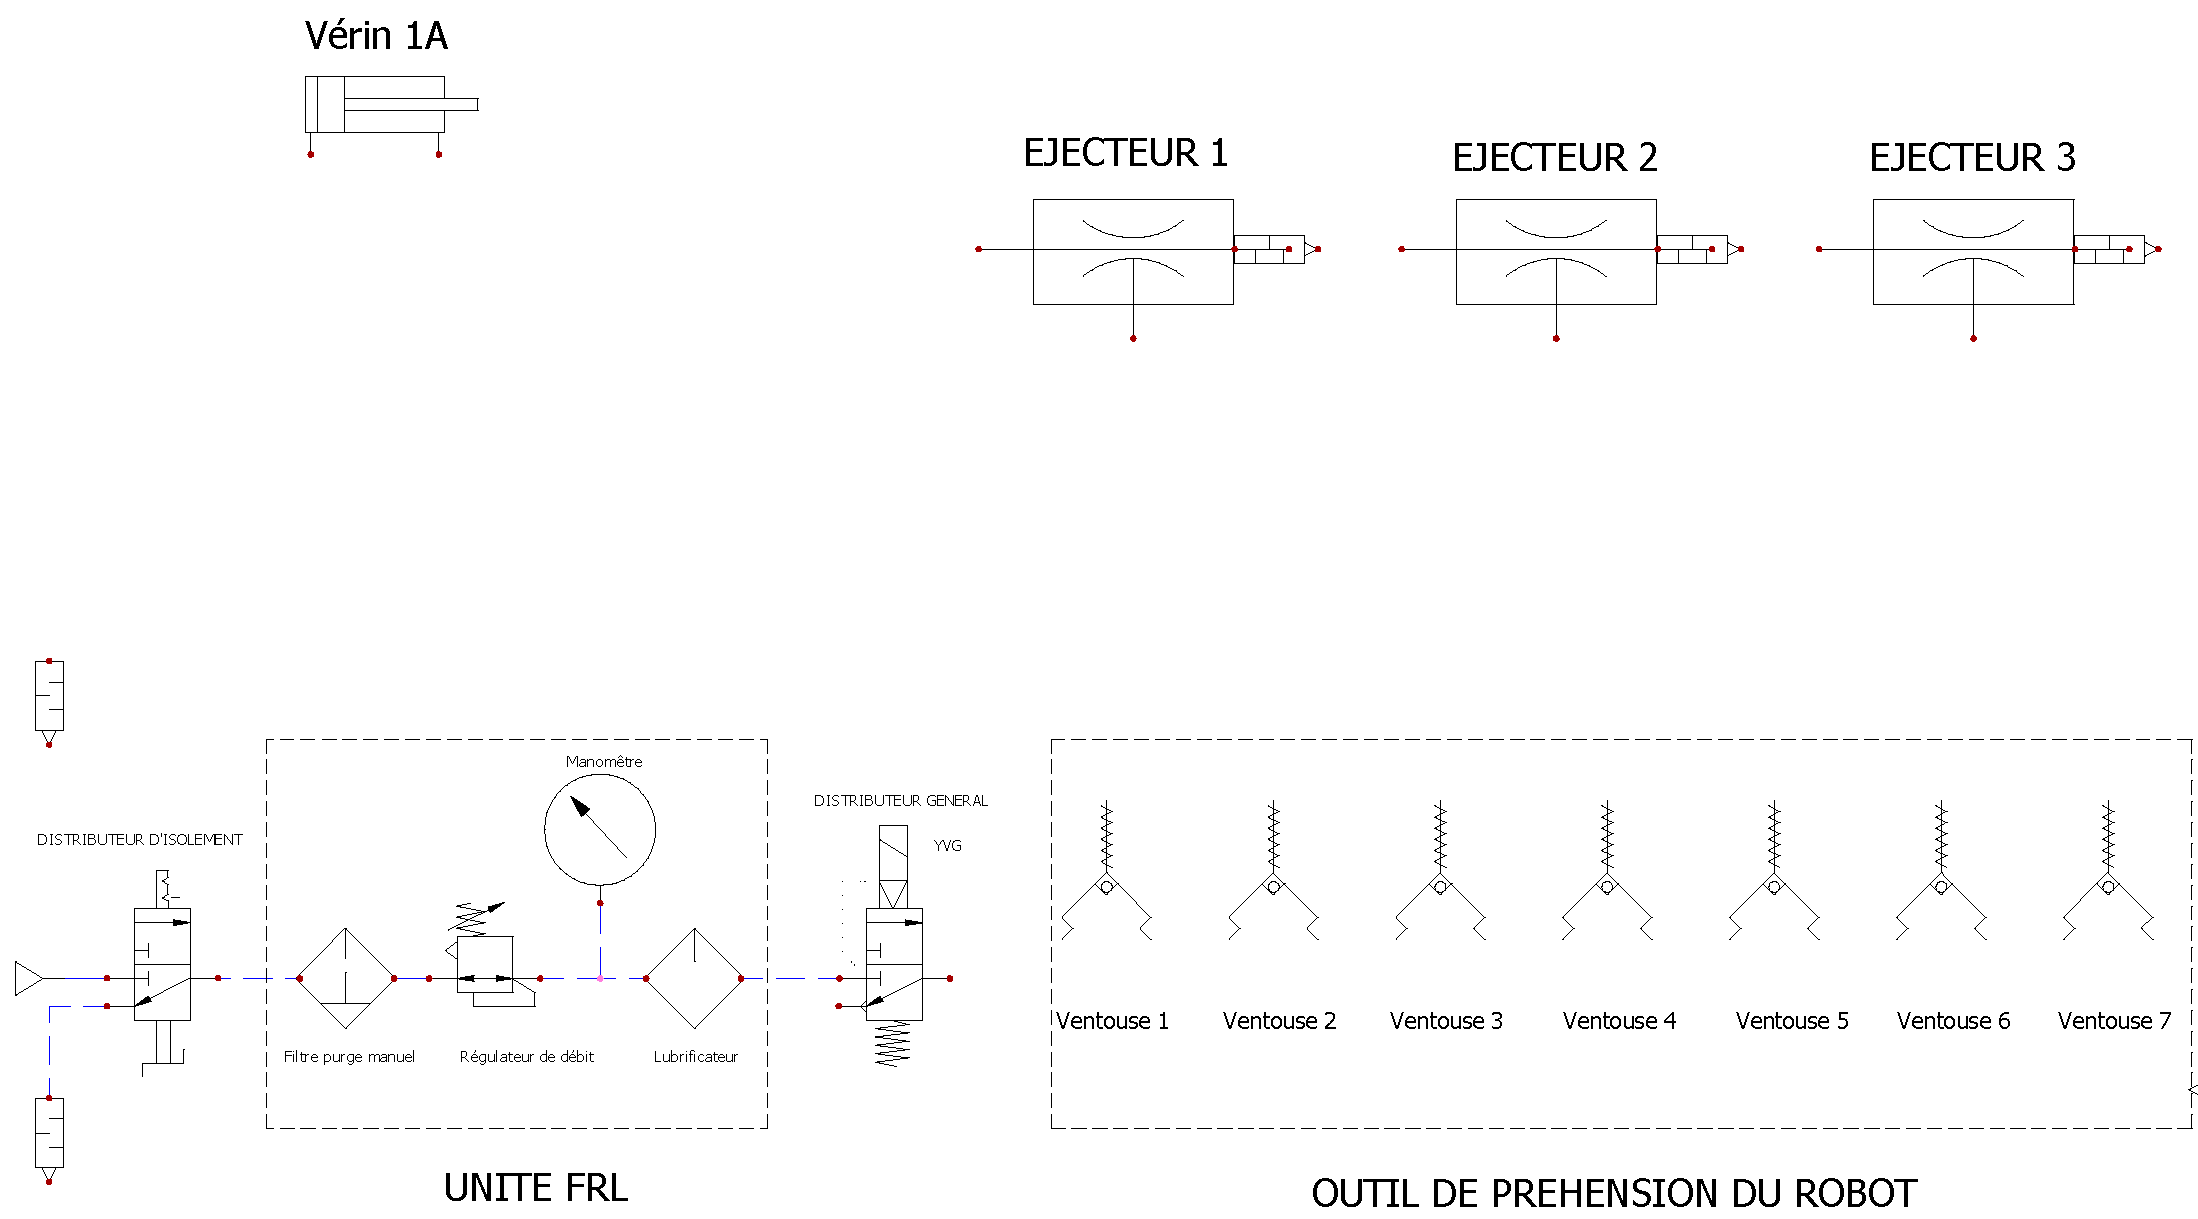 Vérin 1A
EJECTEUR 1
EJECTEUR 2
EJECTEUR 3
Manomêtre
DISTRIBUTEUR GENERAL
YVG
DISTRIBUTEUR D'ISOLEMENT
Ventouse 1
Ventouse 2
Ventouse 3
Ventouse 4
Ventouse 5
Ventouse 6
Ventouse 7
Filtre purge manuel
Régulateur de débit
Lubrificateur
UNITE FRL
OUTIL DE PREHENSION DU ROBOT